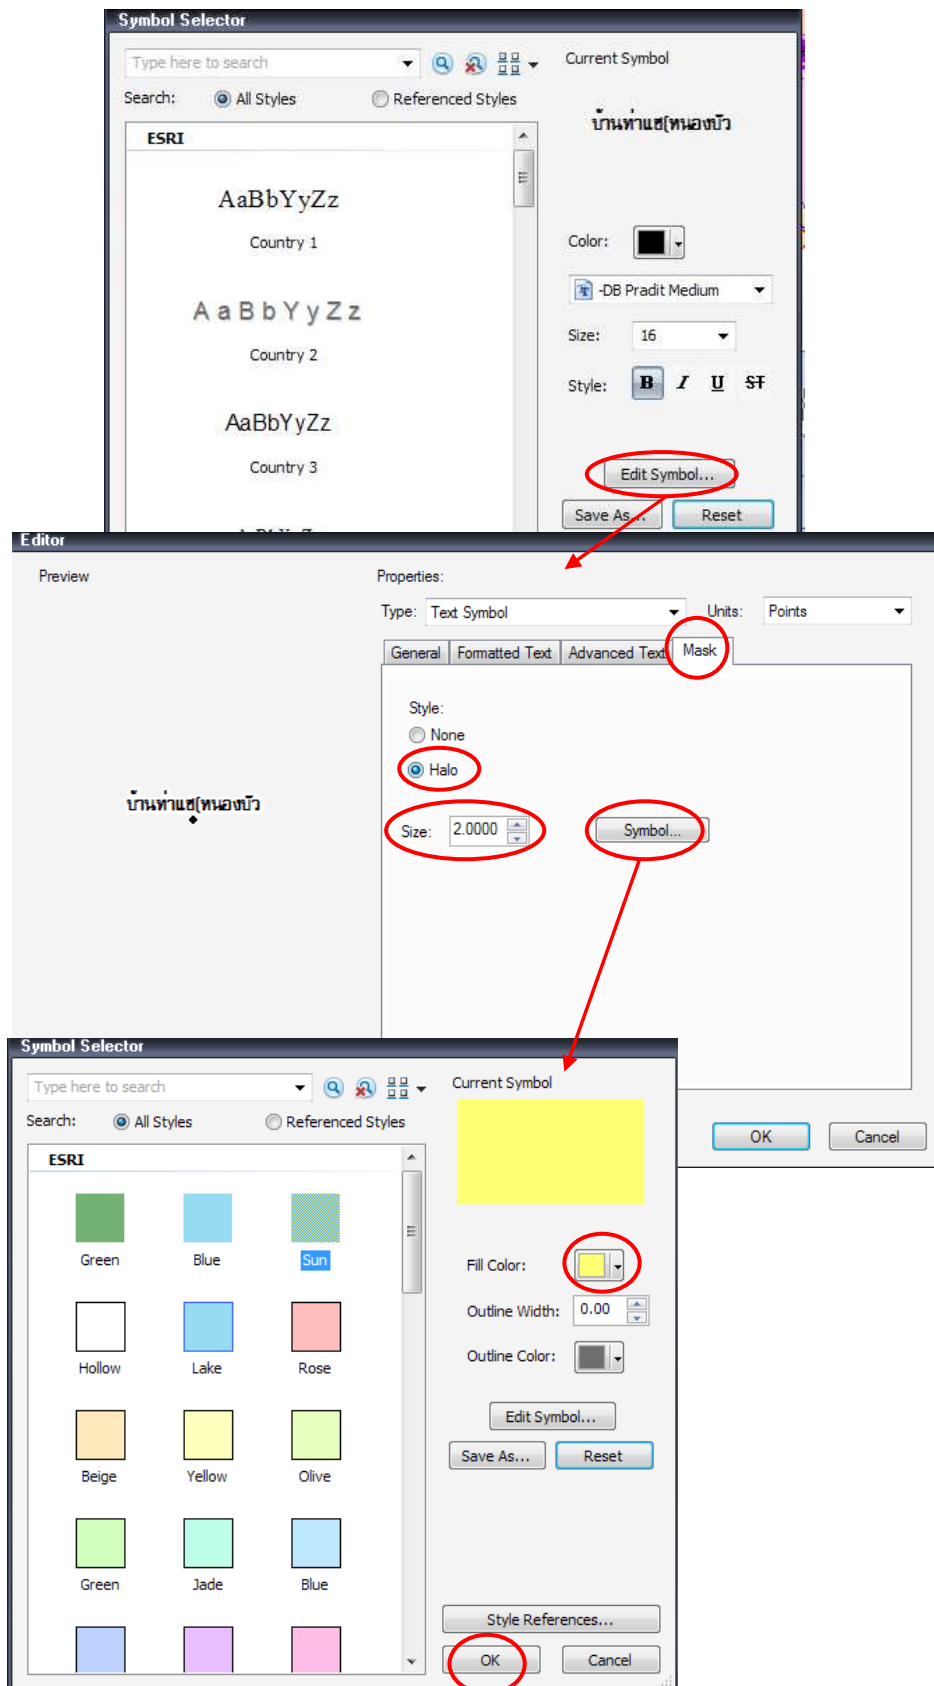 Symbol Selector
Type here to search
Current Symbol
Search: All Styles Referenced Styles
ESRI
บ้านท่าแฮ(หนองบัว
AaBbYyZz
Country 1
Color:
AaBbYyZz
Country 2
-DB Pradit Medium
Size: 16
Style: B I U ST
AaBbYyZz
Country 3
Edit Symbol...
Save As... Reset
Editor
Preview
Properties:
Type: Text Symbol Units: Points
General Formatted Text Advanced Text Mask
Style:
None
Halo
บ้านท่าแฮ(หนองบัว
Size: 2.0000 Symbol...
OK Cancel
Symbol Selector
Type here to search
Current Symbol
Search: All Styles Referenced Styles
ESRI
Green Blue Sun
Fill Color:
Outline Width: 0.00
Hollow Lake Rose
Outline Color:
Edit Symbol...
Save As... Reset
Beige Yellow Olive
Green Jade Blue
Style References...
OK Cancel